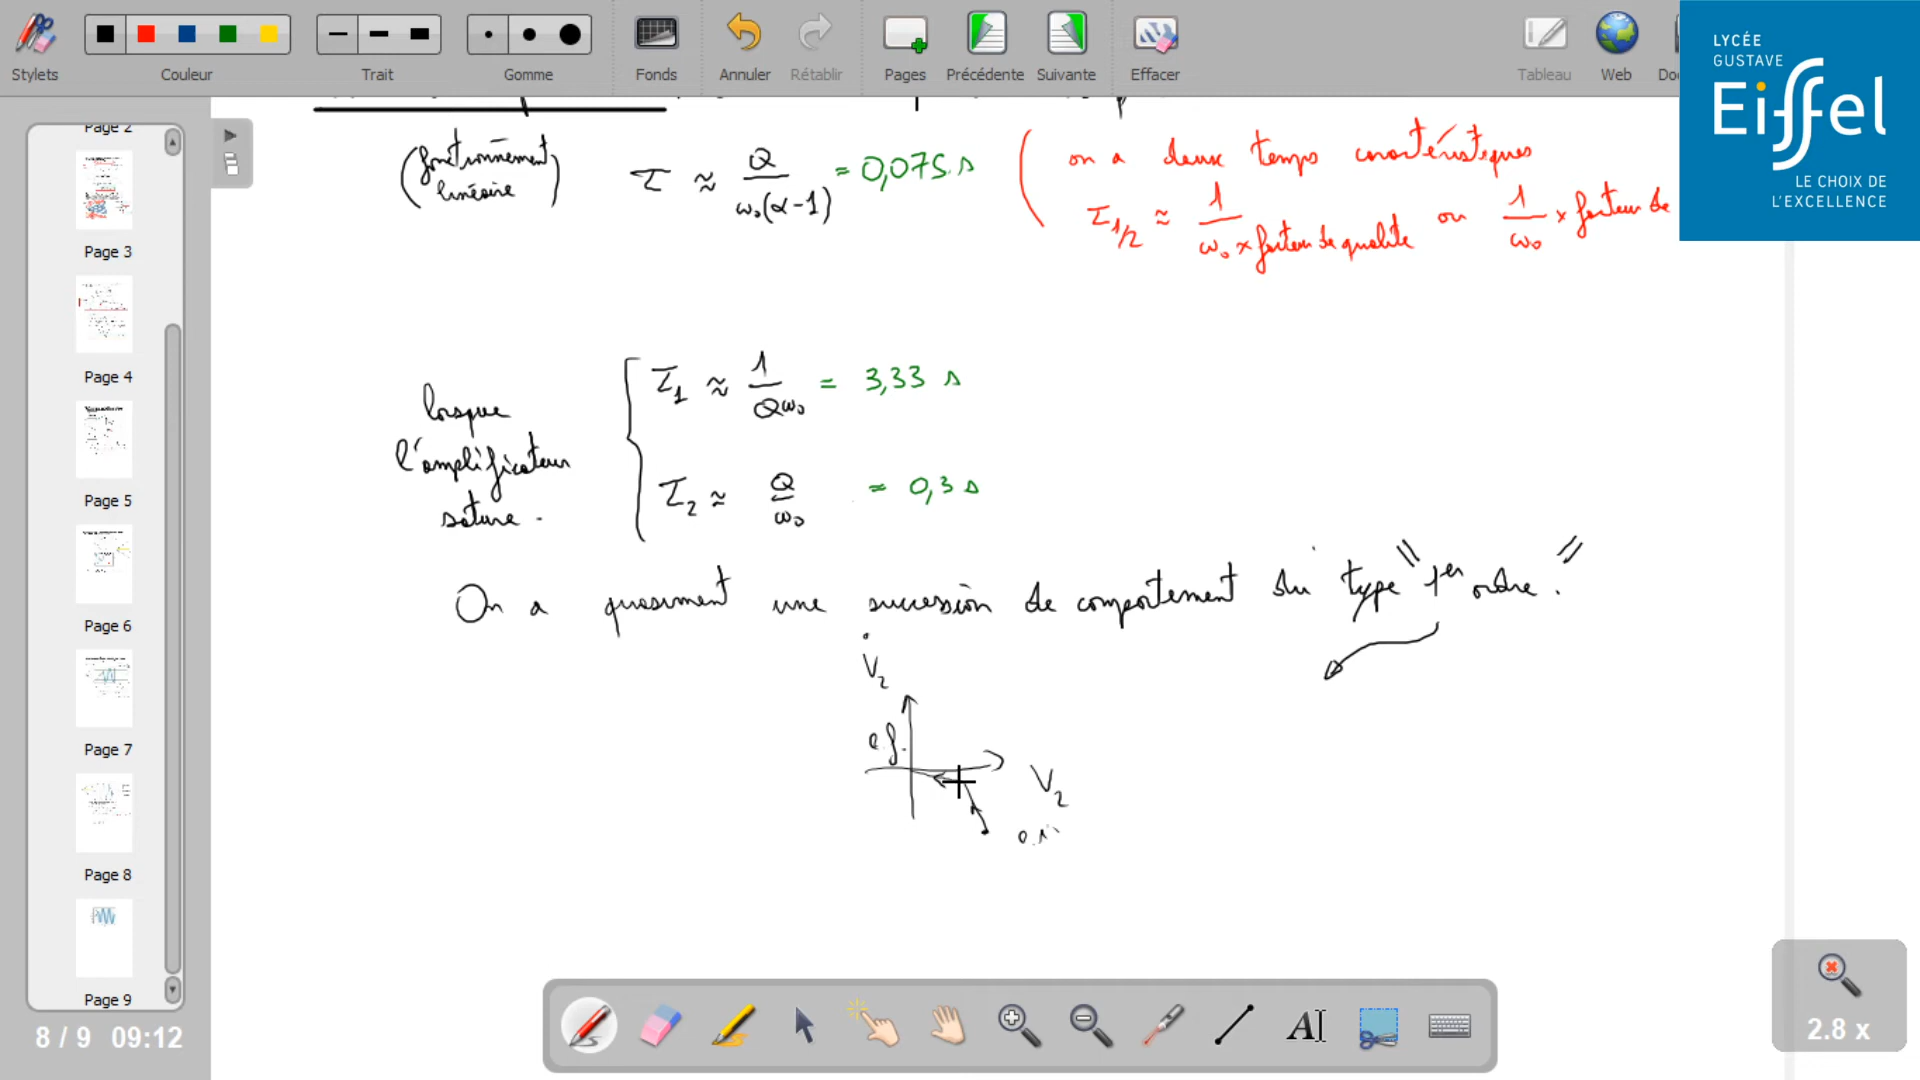 Stylets
Couleur
Trait
Gomme
Fonds
Annuler
Rétablir
Pages
Précédente
Suivante
Effacer
Tableau
Web
LYCÉE
GUSTAVE
Eiffel
LE CHOIX DE
L'EXCELLENCE
Page 2
Page 3
Page 4
Page 5
Page 6
Page 7
Page 8
Page 9
8 / 9 09:12
(fonctionnement
linéaire)
τ ≈ Q / ω₀(α-1) = 0,075 s
(on a deux temps caractéristiques
τ1/2 ≈ 1 / ω₀ × facteur de qualité ou 1/ω₀ × facteur de
lorsque
l'amplificateur
sature.
τ₁ ≈ 1 / Qω₀ = 3,33 s
τ₂ ≈ Q / ω₀ = 0,3 s
On a quasiment une succession de comportement du type "1er ordre."
V̇₂
e.f.
V₂
2.8 x